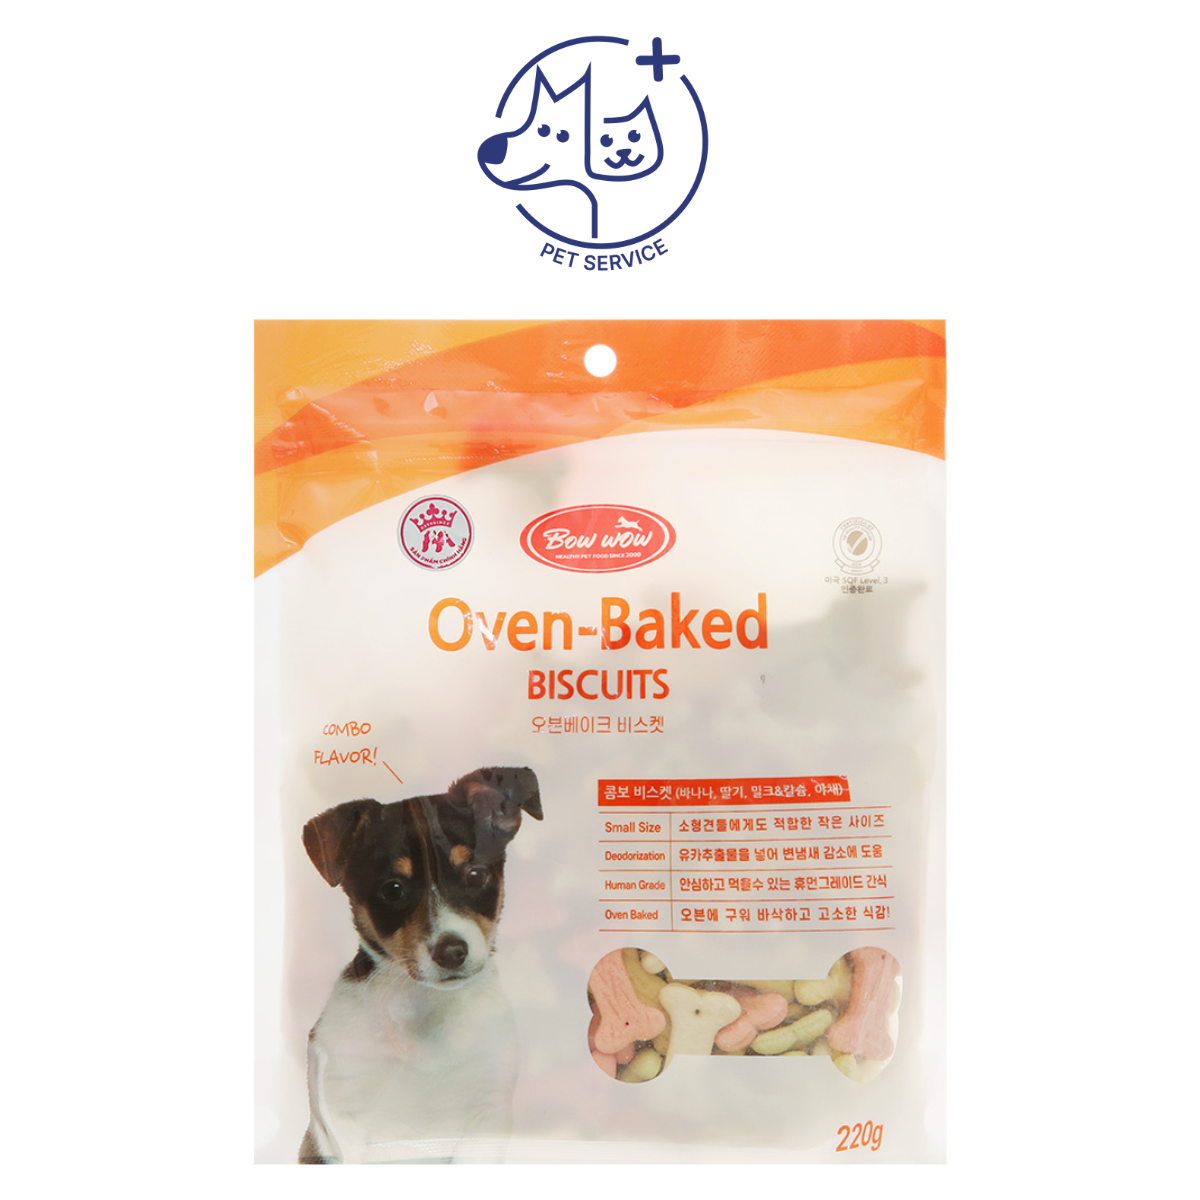 PET SERVICE
SẢN PHẨM CHÍNH HÃNG
Bow wow
HEALTHY PET FOOD SINCE 2000
미국 SQF Level. 3
인증완료
Oven-Baked
BISCUITS
오븐베이크 비스켓
COMBO
FLAVOR!
콤보 비스켓 (바나나, 딸기, 밀크&칼슘, 야채)
Small Size 소형견들에게도 적합한 작은 사이즈
Deodorization 유카추출물을 넣어 변냄새 감소에 도움
Human Grade 안심하고 먹을수 있는 휴먼그레이드 간식
Oven Baked 오븐에 구워 바삭하고 고소한 식감!
220g